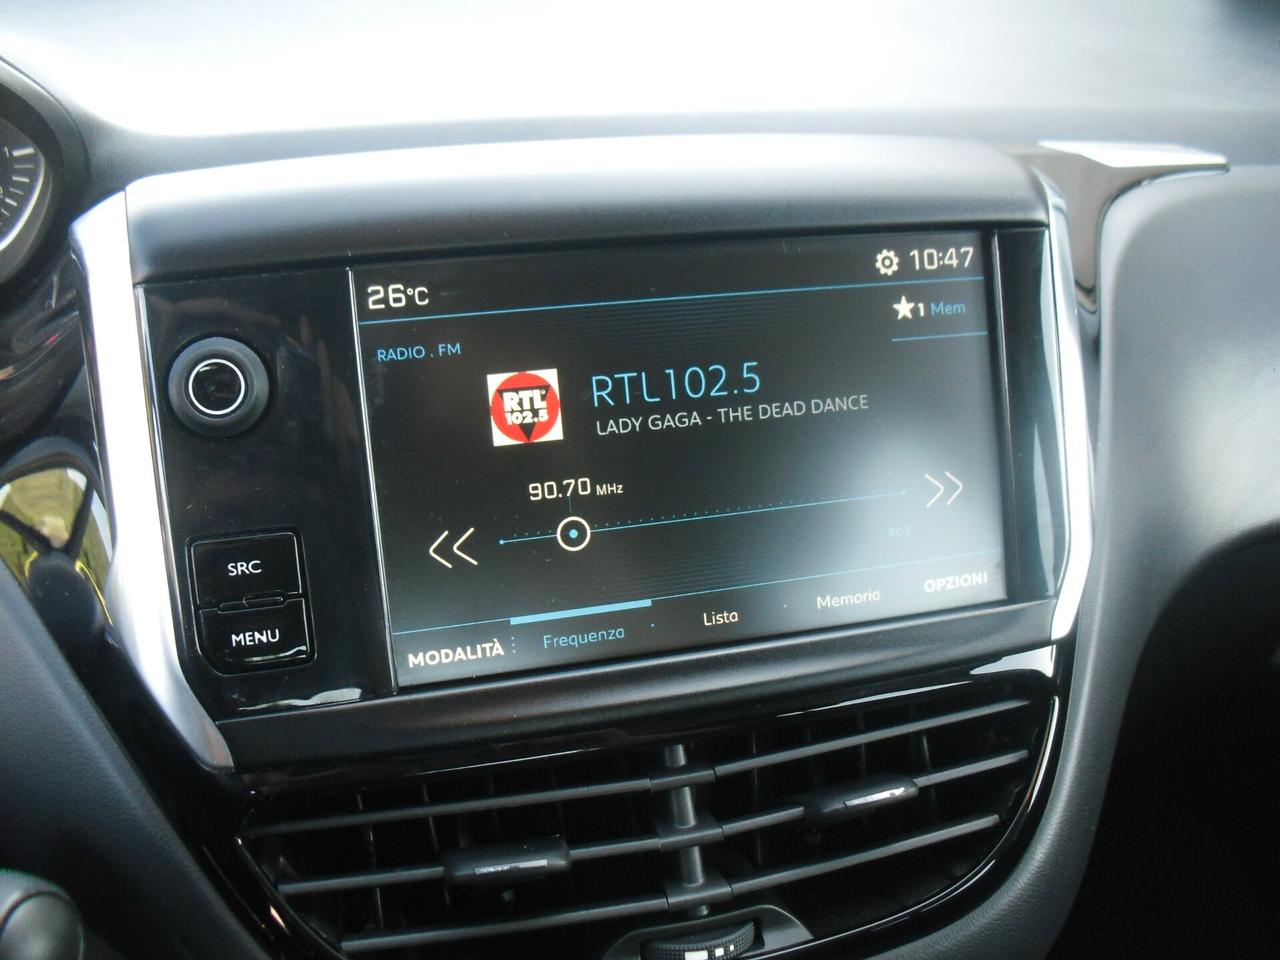 26°C
10:47
1 Mem
RADIO . FM
RTL
102.5
RTL102.5
LADY GAGA - THE DEAD DANCE
90.70 MHz
RDS
SRC
MENU
MODALITÀ
Frequenza
Lista
Memoria
OPZIONI